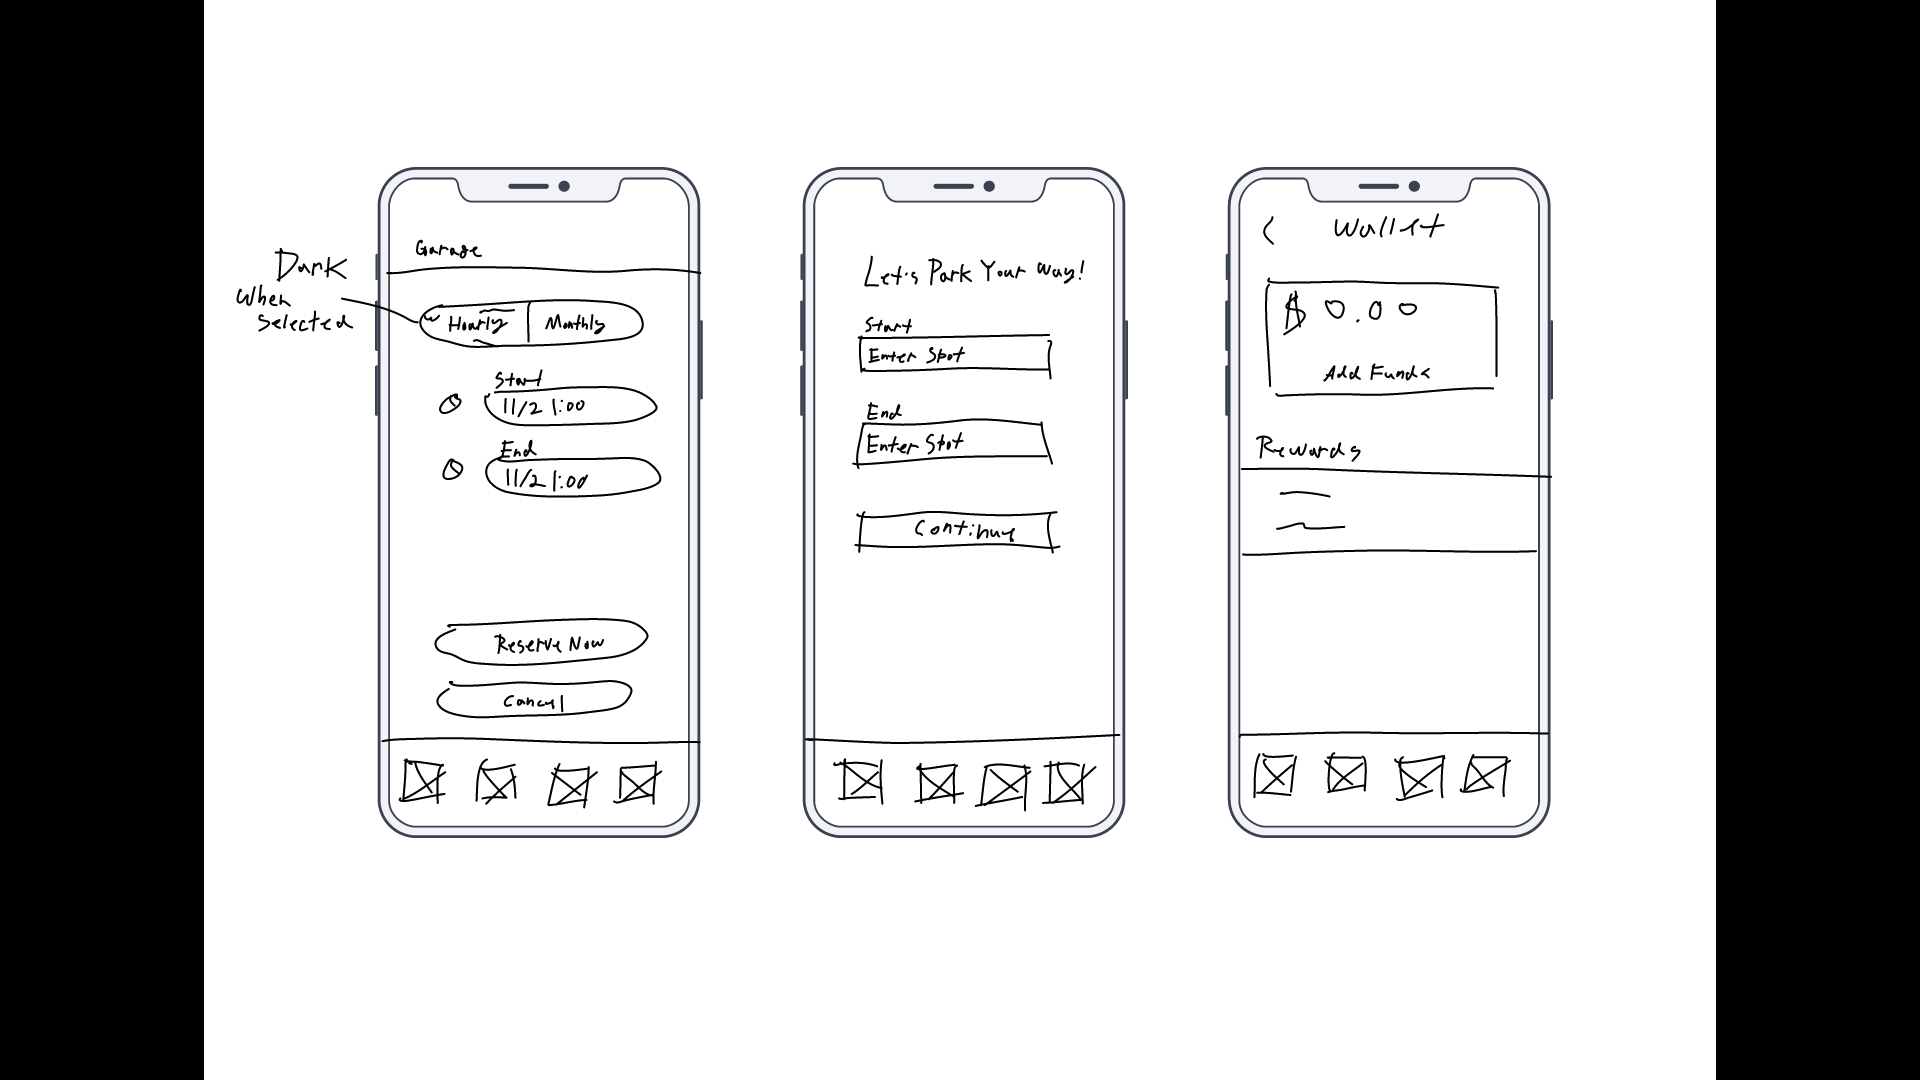 Dark
When
Selected
Garage
Hourly
Monthly
Start
11/2 1:00
End
11/2 1:00
Reserve Now
Cancel
Let's Park Your Way!
Start
Enter Spot
End
Enter Spot
Continue
< Wallet
$ 0.00
Add Funds
Rewards